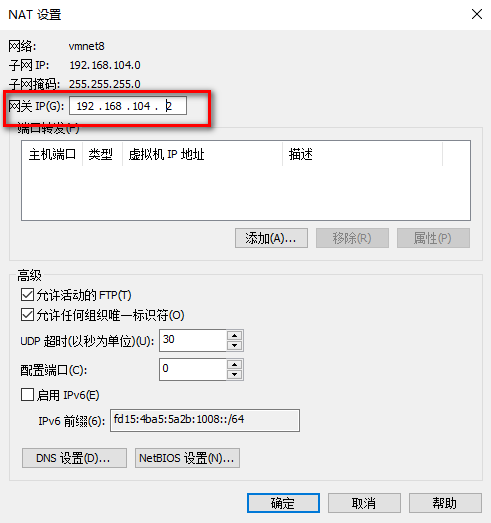 NAT 设置
网络: vmnet8
子网 IP: 192.168.104.0
子网掩码: 255.255.255.0
网关 IP(G): 192 . 168 . 104 . 2
端口转发(F)
主机端口 类型 虚拟机 IP 地址 描述
添加(A)... 移除(R) 属性(P)
高级
允许活动的 FTP(T)
允许任何组织唯一标识符(O)
UDP 超时(以秒为单位)(U): 30
配置端口(C): 0
启用 IPv6(E)
IPv6 前缀(6): fd15:4ba5:5a2b:1008::/64
DNS 设置(D)... NetBIOS 设置(N)...
确定 取消 帮助